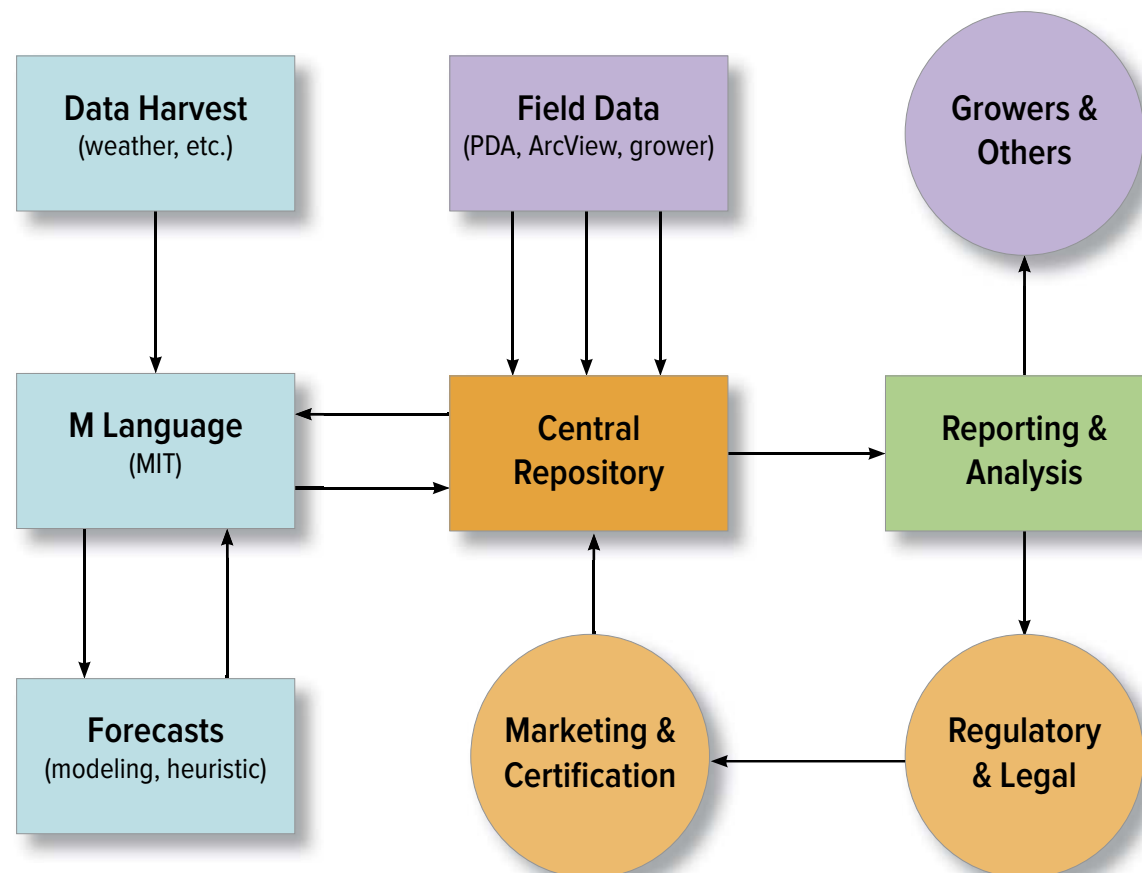 Data Harvest
(weather, etc.)
Field Data
(PDA, ArcView, grower)
Growers &
Others
M Language
(MIT)
Central
Repository
Reporting &
Analysis
Forecasts
(modeling, heuristic)
Marketing &
Certification
Regulatory
& Legal